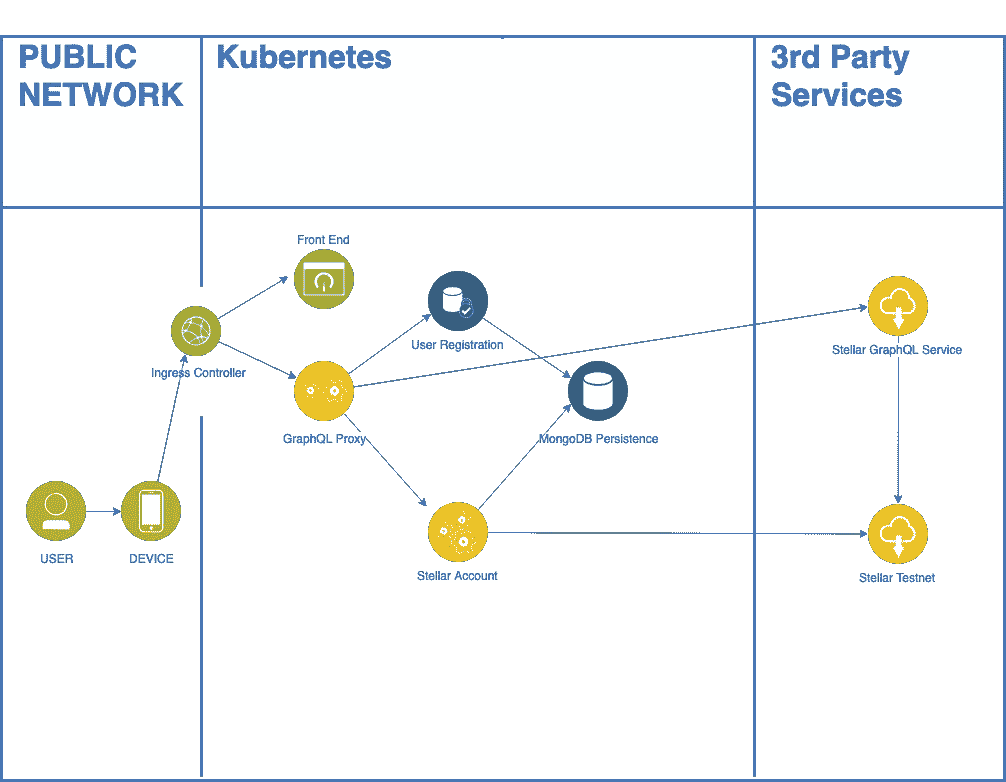 PUBLIC
NETWORK
Kubernetes
3rd Party
Services
Front End
User Registration
Stellar GraphQL Service
Ingress Controller
GraphQL Proxy
MongoDB Persistence
USER
DEVICE
Stellar Account
Stellar Testnet